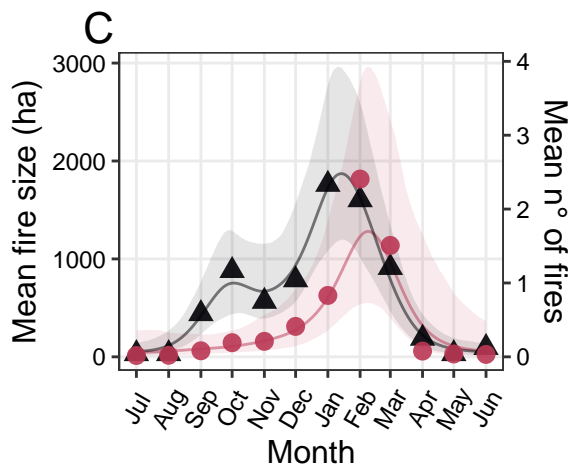 C
Mean fire size (ha)
3000
2000
1000
0
4
3
2
1
0
Mean n° of fires
Jul
Aug
Sep
Oct
Nov
Dec
Jan
Feb
Mar
Apr
May
Jun
Month